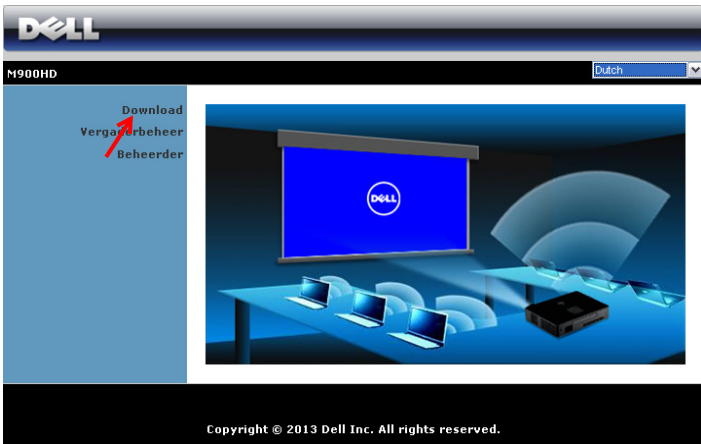 DELL
M900HD
Dutch
Download
Vergaderbeheer
Beheerder
DELL
Copyright © 2013 Dell Inc. All rights reserved.